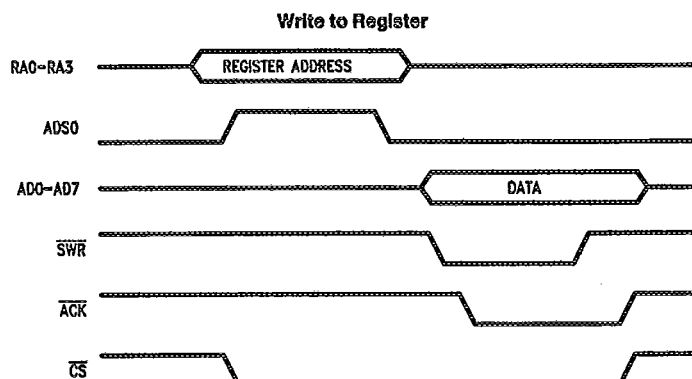 Write to Register
RA0-RA3
REGISTER ADDRESS
ADS0
AD0-AD7
DATA
SWR
ACK
CS